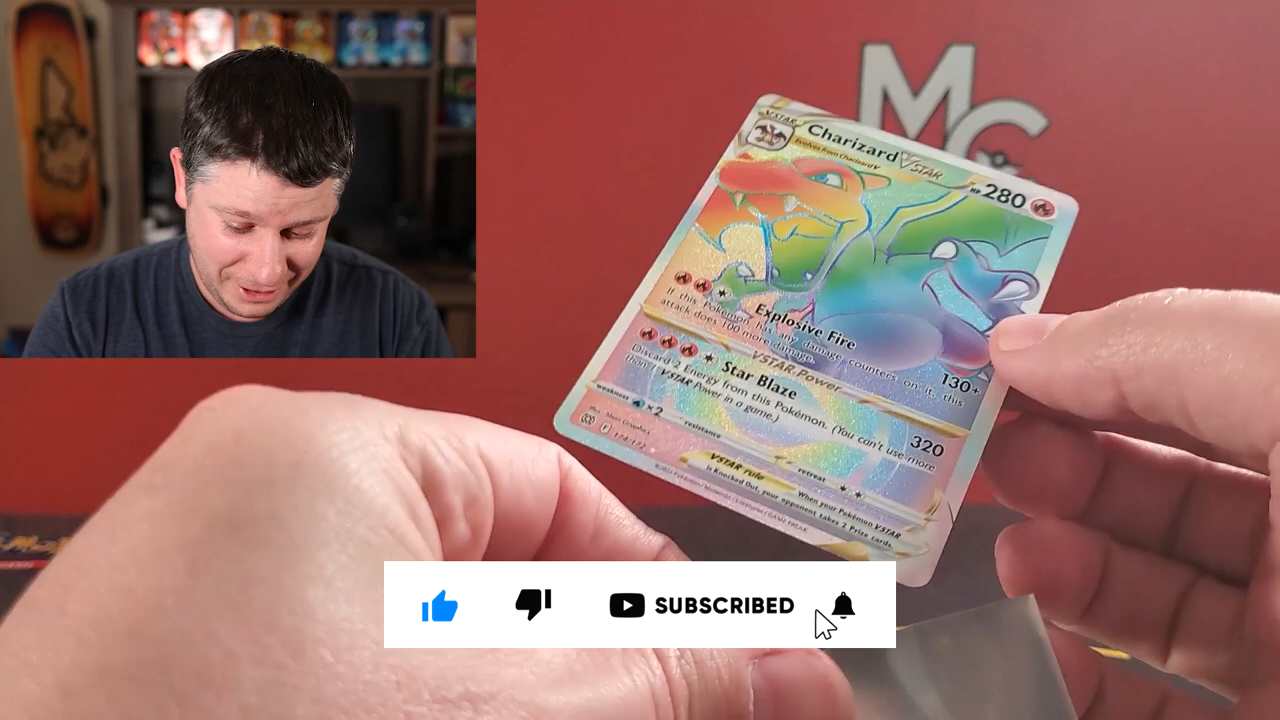 MC
VSTAR
Charizard VSTAR
Evolves from Charizard V
HP 280
Explosive Fire
130+
If this Pokémon has any damage counters on it, this
attack does 100 more damage.
VSTAR Power
Star Blaze
320
Discard 2 Energy from this Pokémon. (You can't use more
than 1 VSTAR Power in a game.)
weakness ×2
resistance
retreat
VSTAR rule
When your Pokémon VSTAR
is Knocked Out, your opponent takes 2 Prize cards.
174/172
SUBSCRIBED